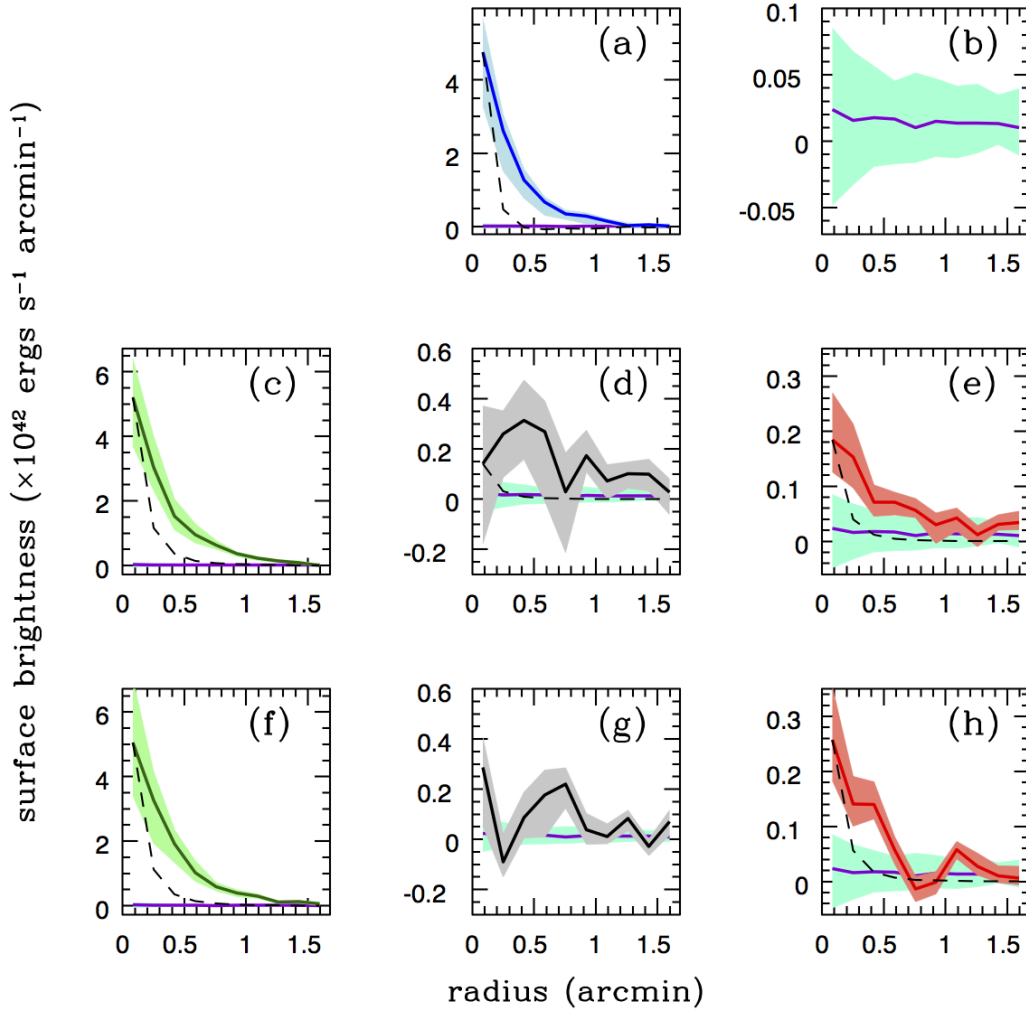 surface brightness (×10⁴² ergs s⁻¹ arcmin⁻¹)
(a)
4
2
0
0 0.5 1 1.5
(b)
0.1
0.05
0
-0.05
0 0.5 1 1.5
(c)
6
4
2
0
0 0.5 1 1.5
(d)
0.6
0.4
0.2
0
-0.2
0 0.5 1 1.5
(e)
0.3
0.2
0.1
0
0 0.5 1 1.5
(f)
6
4
2
0
0 0.5 1 1.5
(g)
0.6
0.4
0.2
0
-0.2
0 0.5 1 1.5
(h)
0.3
0.2
0.1
0
0 0.5 1 1.5
radius (arcmin)